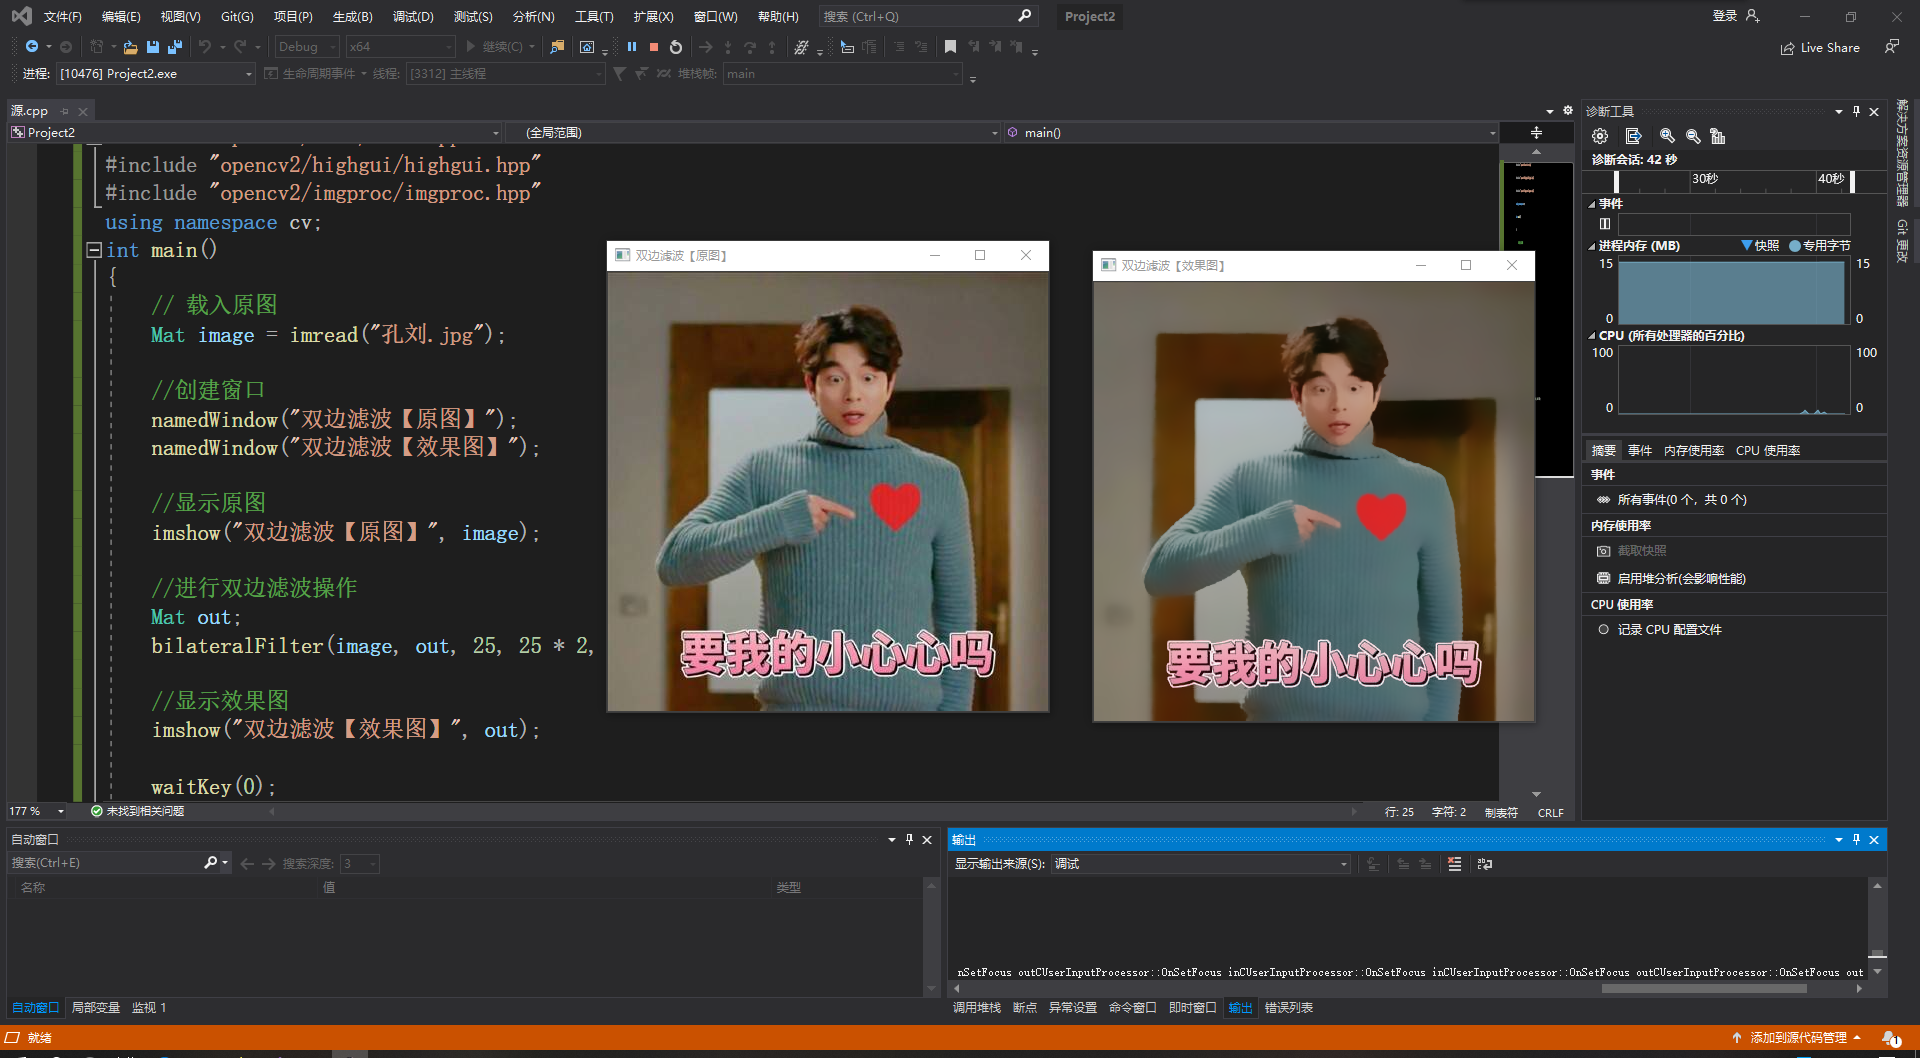 文件(F) 编辑(E) 视图(V) Git(G) 项目(P) 生成(B) 调试(D) 测试(S) 分析(N) 工具(T) 扩展(X) 窗口(W) 帮助(H) 搜索 (Ctrl+Q) Project2 登录
Debug x64 继续(C) Live Share
进程: [10476] Project2.exe 生命周期事件 线程: [3312] 主线程 堆栈帧: main
源.cpp
Project2 (全局范围) main()
#include "opencv2/highgui/highgui.hpp"
#include "opencv2/imgproc/imgproc.hpp"
using namespace cv;
int main()
{
// 载入原图
Mat image = imread("孔刘.jpg");
//创建窗口
namedWindow("双边滤波【原图】");
namedWindow("双边滤波【效果图】");
//显示原图
imshow("双边滤波【原图】", image);
//进行双边滤波操作
Mat out;
bilateralFilter(image, out, 25, 25 * 2,
//显示效果图
imshow("双边滤波【效果图】", out);
waitKey(0);
双边滤波【原图】
要我的小心心吗
双边滤波【效果图】
要我的小心心吗
177 % 未找到相关问题 行: 25 字符: 2 制表符 CRLF
诊断工具
诊断会话: 42 秒
30秒 40秒
事件
进程内存 (MB) 快照 专用字节
15 15
0 0
CPU (所有处理器的百分比)
100 100
0 0
摘要 事件 内存使用率 CPU 使用率
事件
所有事件(0 个，共 0 个)
内存使用率
截取快照
启用堆分析(会影响性能)
CPU 使用率
记录 CPU 配置文件
解决方案资源管理器
Git 更改
自动窗口
搜索(Ctrl+E) 搜索深度: 3
名称 值 类型
自动窗口 局部变量 监视 1
输出
显示输出来源(S): 调试
nSetFocus outCUserInputProcessor::OnSetFocus inCUserInputProcessor::OnSetFocus inCUserInputProcessor::OnSetFocus outCUserInputProcessor::OnSetFocus out
调用堆栈 断点 异常设置 命令窗口 即时窗口 输出 错误列表
就绪 添加到源代码管理 1